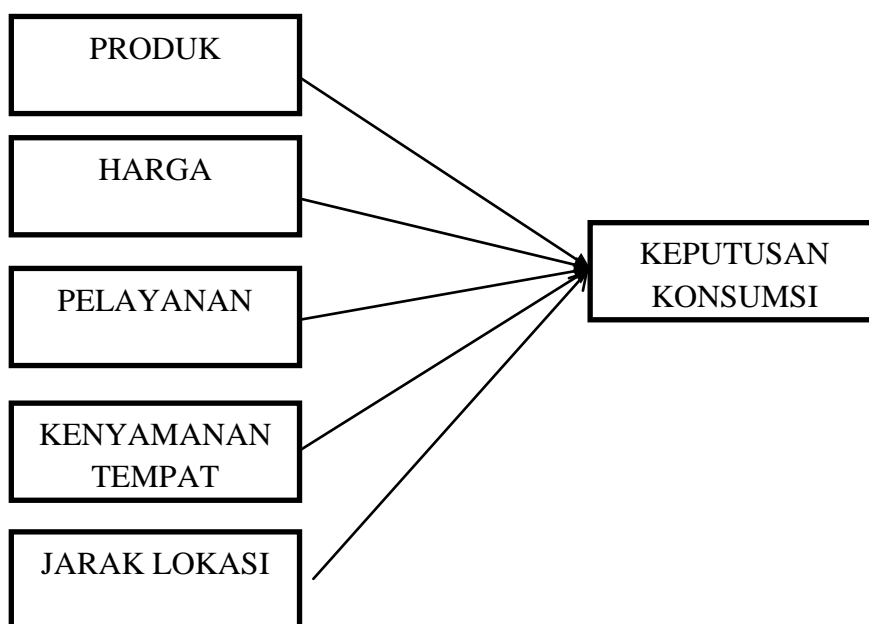 PRODUK
HARGA
PELAYANAN
KENYAMANAN
TEMPAT
JARAK LOKASI
KEPUTUSAN
KONSUMSI